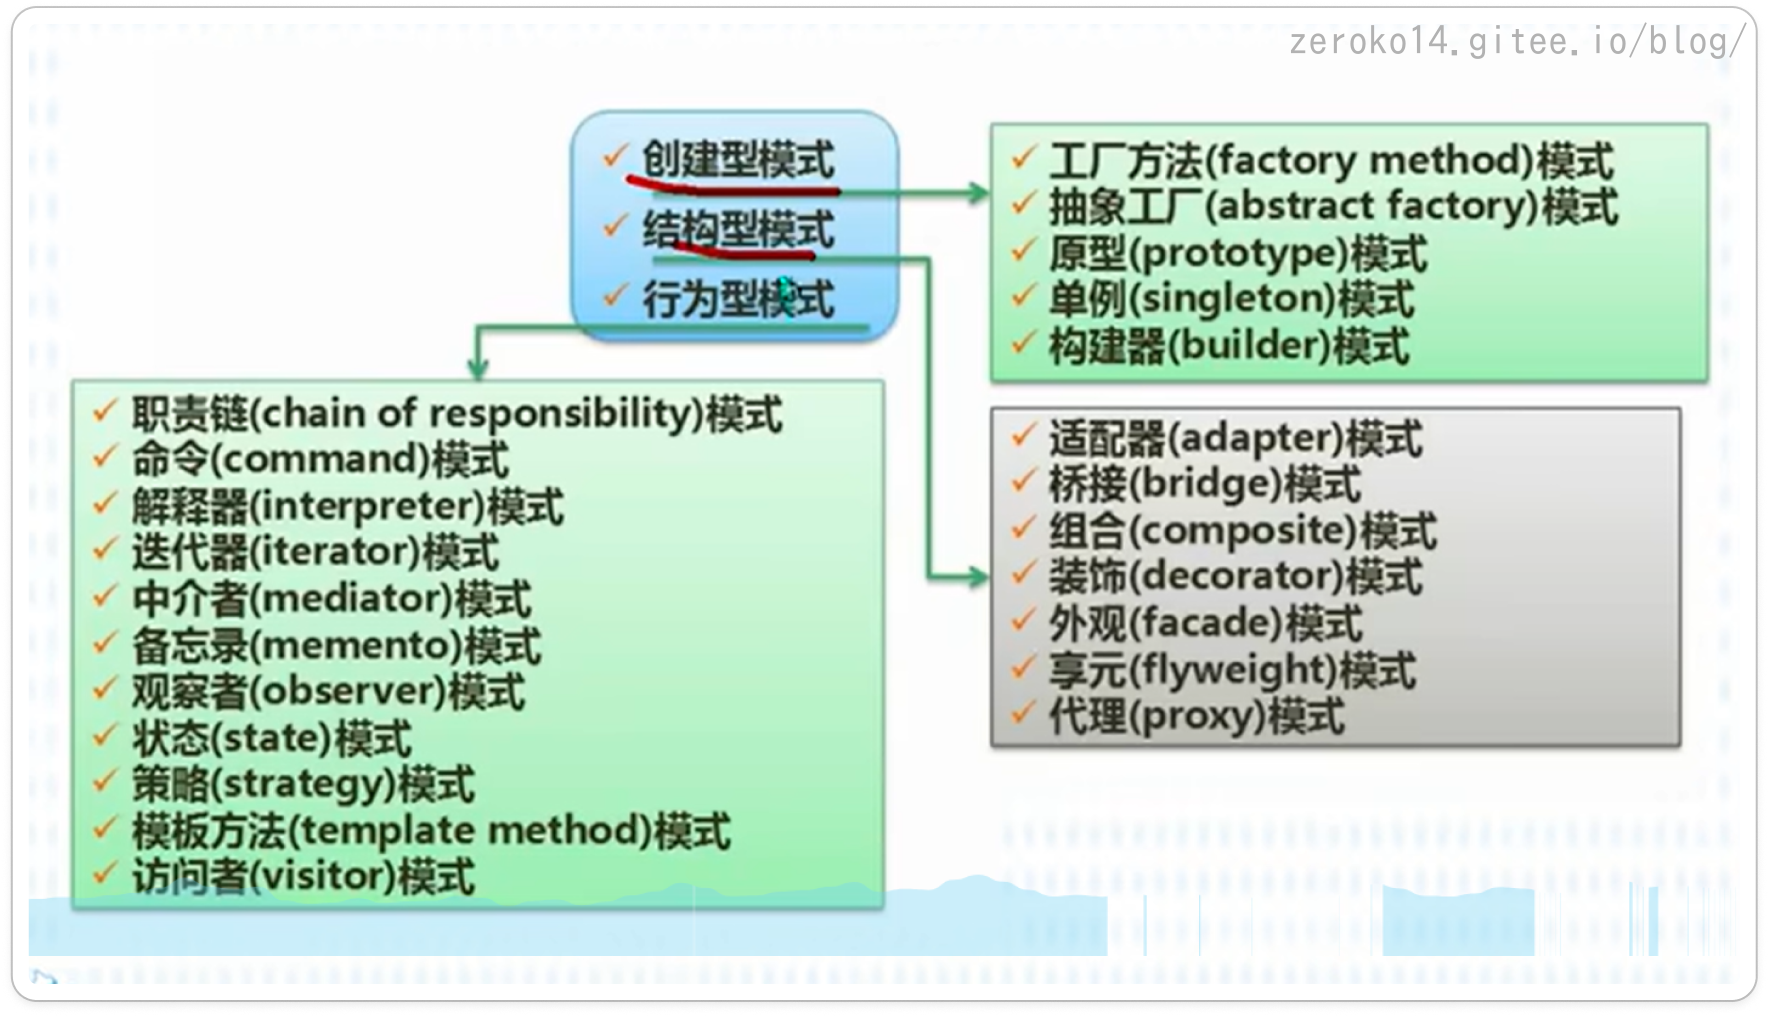 zeroko14.gitee.io/blog/
创建型模式
结构型模式
行为型模式
工厂方法(factory method)模式
抽象工厂(abstract factory)模式
原型(prototype)模式
单例(singleton)模式
构建器(builder)模式
职责链(chain of responsibility)模式
命令(command)模式
解释器(interpreter)模式
迭代器(iterator)模式
中介者(mediator)模式
备忘录(memento)模式
观察者(observer)模式
状态(state)模式
策略(strategy)模式
模板方法(template method)模式
访问者(visitor)模式
适配器(adapter)模式
桥接(bridge)模式
组合(composite)模式
装饰(decorator)模式
外观(facade)模式
享元(flyweight)模式
代理(proxy)模式